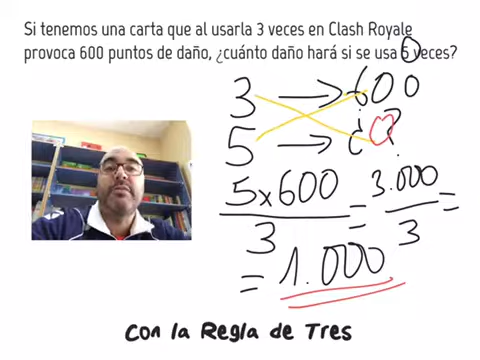 Si tenemos una carta que al usarla 3 veces en Clash Royale
provoca 600 puntos de daño, ¿cuánto daño hará si se usa 5 veces?
3 → 600
5 → ¿ ?
5 x 600 / 3 = 3.000 / 3 =
= 1.000
con la Regla de Tres